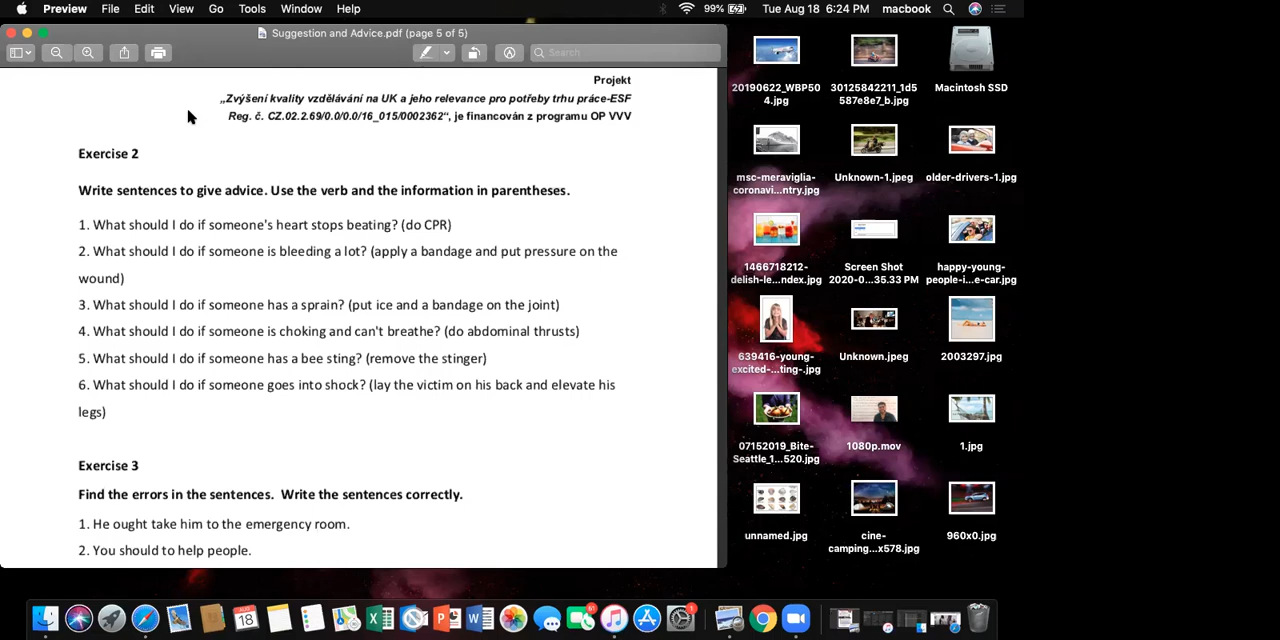 Preview File Edit View Go Tools Window Help 99% Tue Aug 18 6:24 PM macbook
Suggestion and Advice.pdf (page 5 of 5)
Search
Projekt
„Zvýšení kvality vzdělávání na UK a jeho relevance pro potřeby trhu práce-ESF
Reg. č. CZ.02.2.69/0.0/0.0/16_015/0002362“, je financován z programu OP VVV
Exercise 2
Write sentences to give advice. Use the verb and the information in parentheses.
1. What should I do if someone's heart stops beating? (do CPR)
2. What should I do if someone is bleeding a lot? (apply a bandage and put pressure on the
wound)
3. What should I do if someone has a sprain? (put ice and a bandage on the joint)
4. What should I do if someone is choking and can't breathe? (do abdominal thrusts)
5. What should I do if someone has a bee sting? (remove the stinger)
6. What should I do if someone goes into shock? (lay the victim on his back and elevate his
legs)
Exercise 3
Find the errors in the sentences. Write the sentences correctly.
1. He ought take him to the emergency room.
2. You should to help people.
20190622_WBP50 30125842211_1d5 Macintosh SSD
4.jpg 587e8e7_b.jpg
msc-meraviglia- Unknown-1.jpeg older-drivers-1.jpg
coronavi...ntry.jpg
1466718212- Screen Shot happy-young-
delish-le...ndex.jpg 2020-0...35.33 PM people-i...e-car.jpg
639416-young- Unknown.jpeg 2003297.jpg
excited-...ting-.jpg
07152019_Bite- 1080p.mov 1.jpg
Seattle_1...520.jpg
unnamed.jpg cine- 960x0.jpg
camping...x578.jpg
AUG
18
61
1